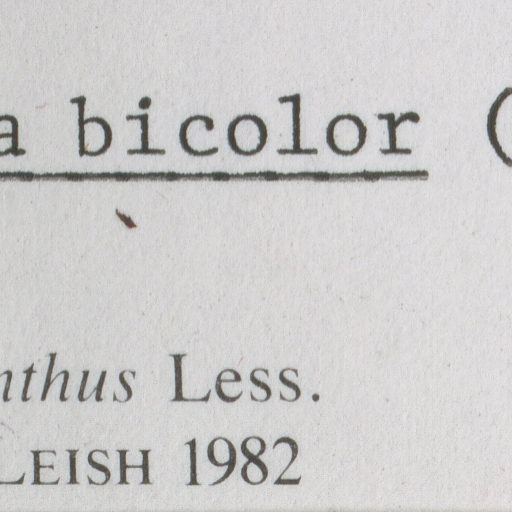 a bicolor (
nthus Less.
LEISH 1982